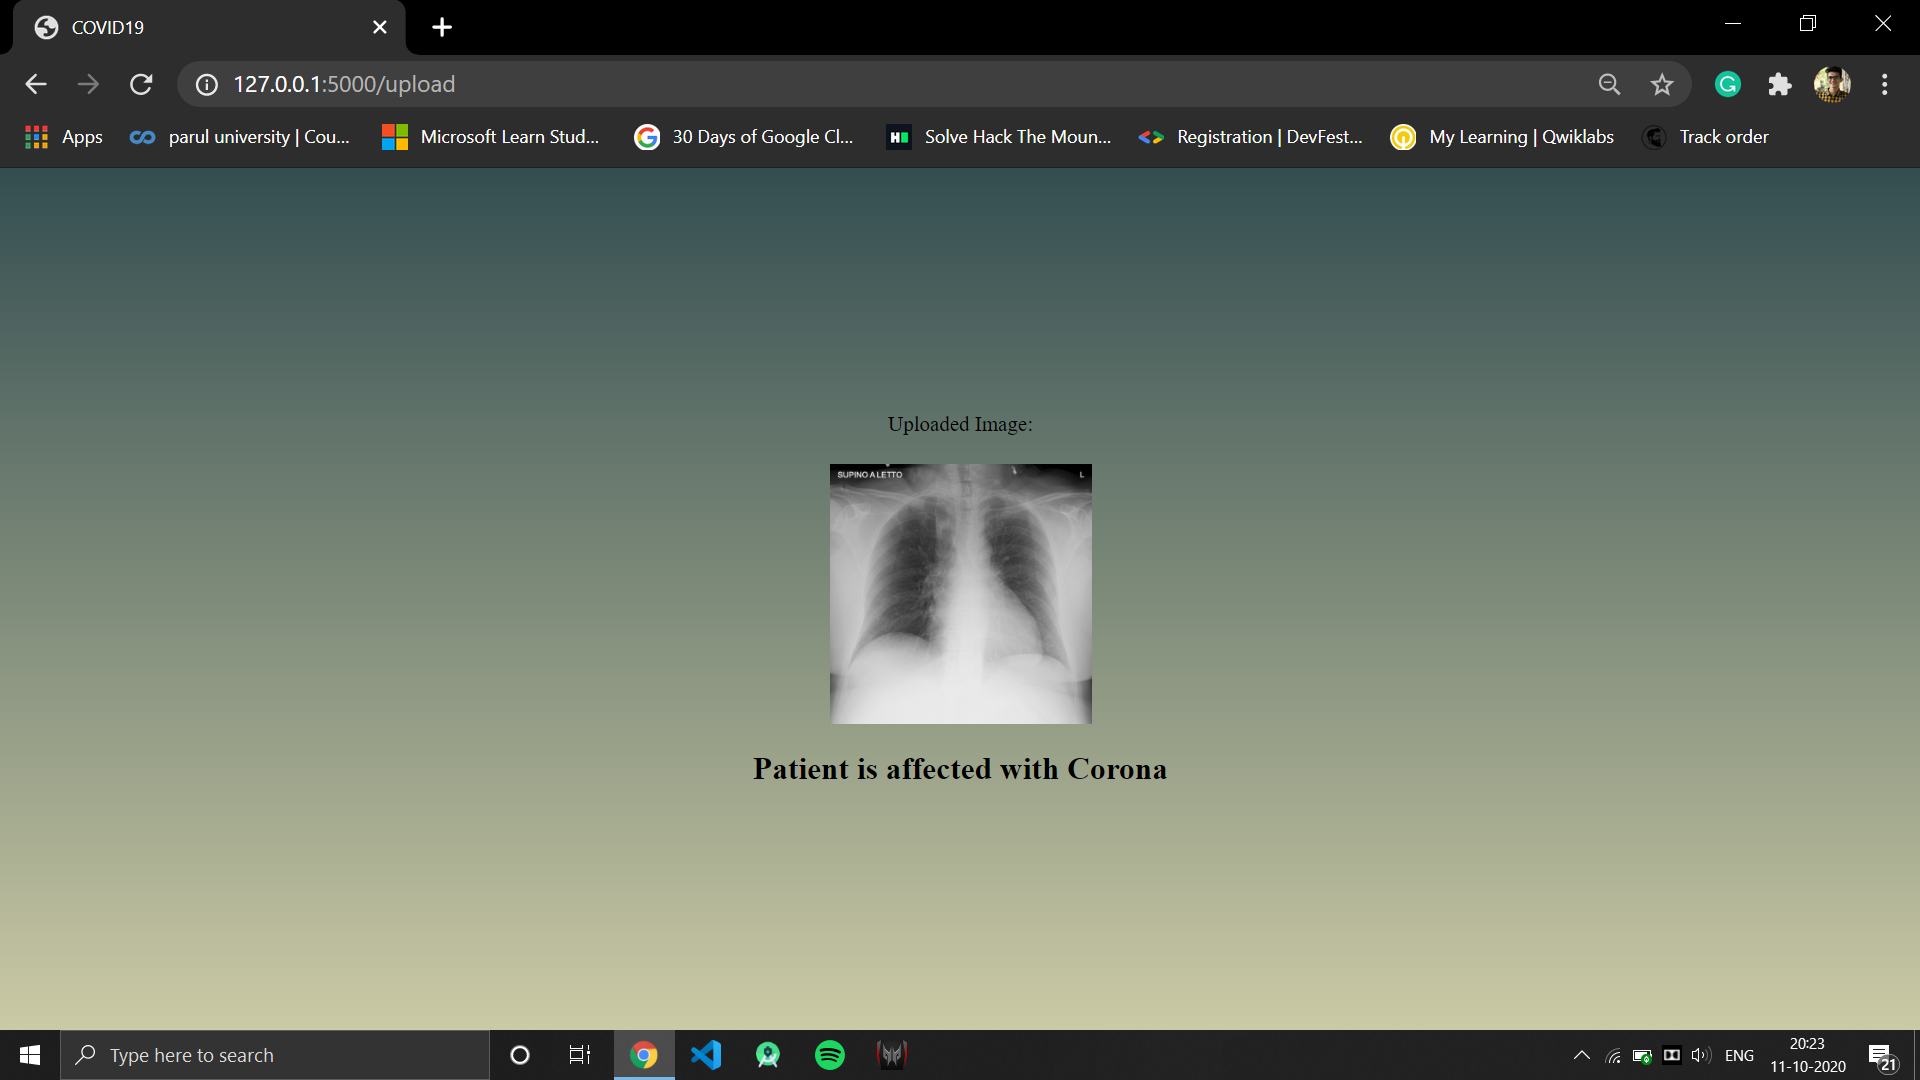 COVID19
127.0.0.1:5000/upload
Apps
parul university | Cou...
Microsoft Learn Stud...
30 Days of Google Cl...
Solve Hack The Moun...
Registration | DevFest...
My Learning | Qwiklabs
Track order
Uploaded Image:
SUPINO A LETTO
L
Patient is affected with Corona
Type here to search
ENG
20:23
11-10-2020
21